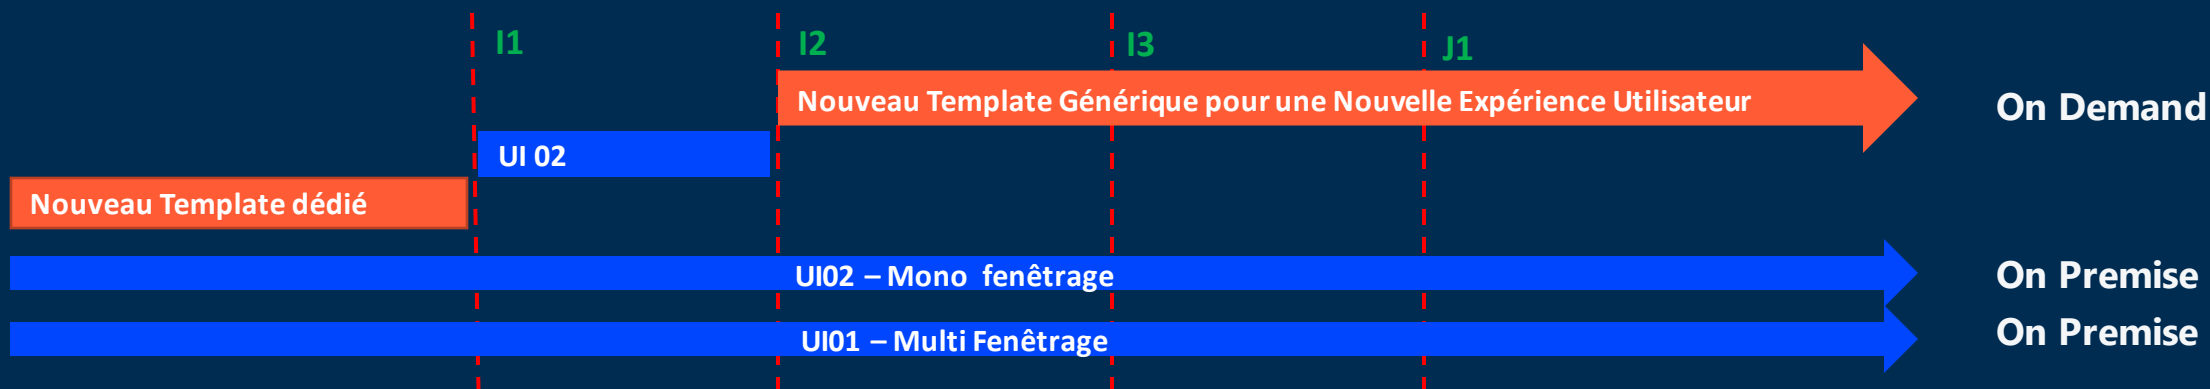 I1
I2
I3
J1
Nouveau Template Générique pour une Nouvelle Expérience Utilisateur
On Demand
UI 02
Nouveau Template dédié
UI02 – Mono fenêtrage
On Premise
UI01 – Multi Fenêtrage
On Premise